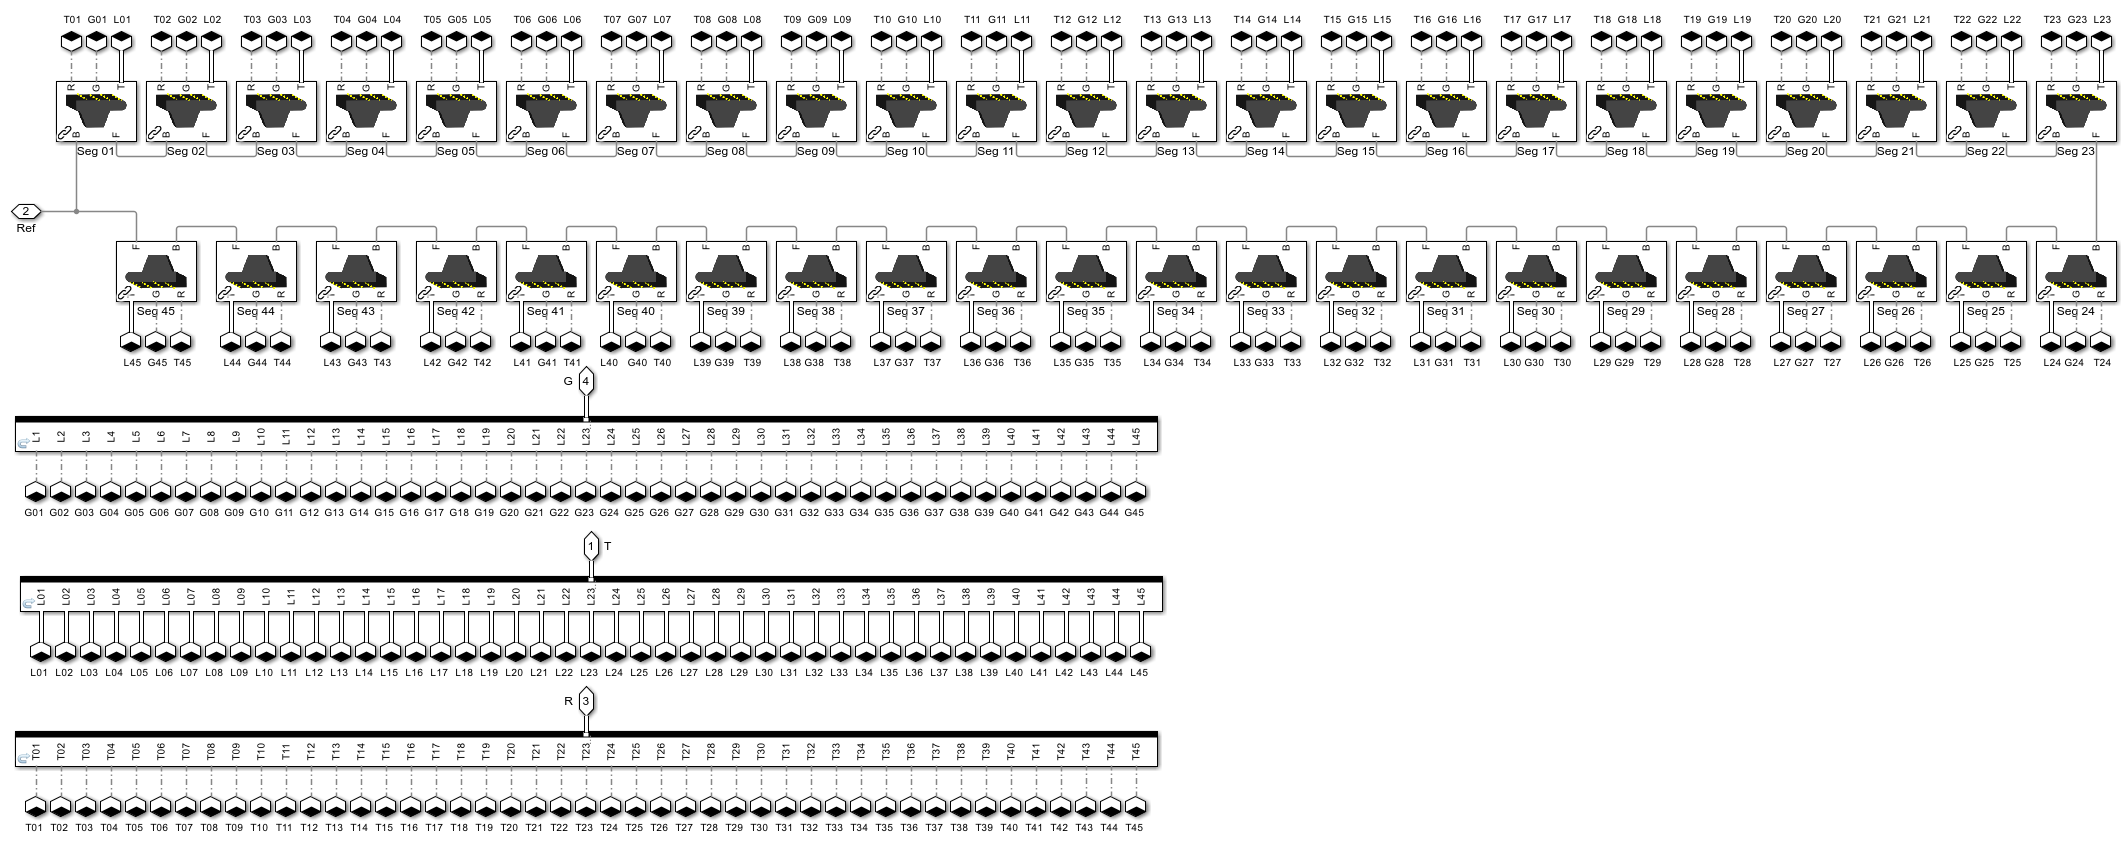 T01 G01 L01 T02 G02 L02 T03 G03 L03 T04 G04 L04 T05 G05 L05 T06 G06 L06 T07 G07 L07 T08 G08 L08 T09 G09 L09 T10 G10 L10 T11 G11 L11 T12 G12 L12 T13 G13 L13 T14 G14 L14 T15 G15 L15 T16 G16 L16 T17 G17 L17 T18 G18 L18 T19 G19 L19 T20 G20 L20 T21 G21 L21 T22 G22 L22 T23 G23 L23
R G T R G T R G T R G T R G T R G T R G T R G T R G T R G T R G T R G T R G T R G T R G T R G T R G T R G T R G T R G T R G T R G T R G T
B F B F B F B F B F B F B F B F B F B F B F B F B F B F B F B F B F B F B F B F B F B F B F
Seg 01 Seg 02 Seg 03 Seg 04 Seg 05 Seg 06 Seg 07 Seg 08 Seg 09 Seg 10 Seg 11 Seg 12 Seg 13 Seg 14 Seg 15 Seg 16 Seg 17 Seg 18 Seg 19 Seg 20 Seg 21 Seg 22 Seg 23
2
Ref
F B F B F B F B F B F B F B F B F B F B F B F B F B F B F B F B F B F B F B F B F B F B
G R G R G R G R G R G R G R G R G R G R G R G R G R G R G R G R G R G R G R G R G R G R
Seg 45 Seg 44 Seg 43 Seg 42 Seg 41 Seg 40 Seg 39 Seg 38 Seg 37 Seg 36 Seg 35 Seg 34 Seg 33 Seg 32 Seg 31 Seg 30 Seg 29 Seg 28 Seg 27 Seg 26 Seg 25 Seg 24
L45 G45 T45 L44 G44 T44 L43 G43 T43 L42 G42 T42 L41 G41 T41 L40 G40 T40 L39 G39 T39 L38 G38 T38 L37 G37 T37 L36 G36 T36 L35 G35 T35 L34 G34 T34 L33 G33 T33 L32 G32 T32 L31 G31 T31 L30 G30 T30 L29 G29 T29 L28 G28 T28 L27 G27 T27 L26 G26 T26 L25 G25 T25 L24 G24 T24
G 4
L1 L2 L3 L4 L5 L6 L7 L8 L9 L10 L11 L12 L13 L14 L15 L16 L17 L18 L19 L20 L21 L22 L23 L24 L25 L26 L27 L28 L29 L30 L31 L32 L33 L34 L35 L36 L37 L38 L39 L40 L41 L42 L43 L44 L45
G01 G02 G03 G04 G05 G06 G07 G08 G09 G10 G11 G12 G13 G14 G15 G16 G17 G18 G19 G20 G21 G22 G23 G24 G25 G26 G27 G28 G29 G30 G31 G32 G33 G34 G35 G36 G37 G38 G39 G40 G41 G42 G43 G44 G45
1 T
L01 L02 L03 L04 L05 L06 L07 L08 L09 L10 L11 L12 L13 L14 L15 L16 L17 L18 L19 L20 L21 L22 L23 L24 L25 L26 L27 L28 L29 L30 L31 L32 L33 L34 L35 L36 L37 L38 L39 L40 L41 L42 L43 L44 L45
L01 L02 L03 L04 L05 L06 L07 L08 L09 L10 L11 L12 L13 L14 L15 L16 L17 L18 L19 L20 L21 L22 L23 L24 L25 L26 L27 L28 L29 L30 L31 L32 L33 L34 L35 L36 L37 L38 L39 L40 L41 L42 L43 L44 L45
R 3
T01 T02 T03 T04 T05 T06 T07 T08 T09 T10 T11 T12 T13 T14 T15 T16 T17 T18 T19 T20 T21 T22 T23 T24 T25 T26 T27 T28 T29 T30 T31 T32 T33 T34 T35 T36 T37 T38 T39 T40 T41 T42 T43 T44 T45
T01 T02 T03 T04 T05 T06 T07 T08 T09 T10 T11 T12 T13 T14 T15 T16 T17 T18 T19 T20 T21 T22 T23 T24 T25 T26 T27 T28 T29 T30 T31 T32 T33 T34 T35 T36 T37 T38 T39 T40 T41 T42 T43 T44 T45